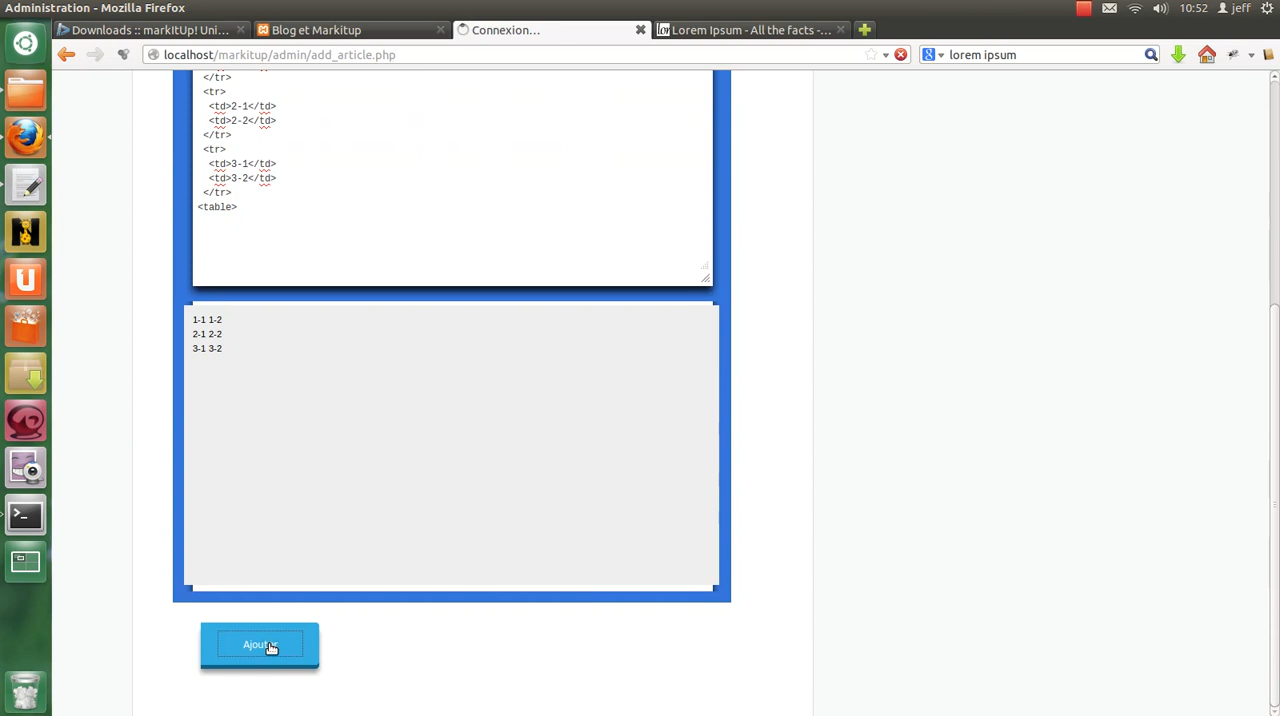 Administration - Mozilla Firefox
10:52 jeff
Downloads :: markItUp! Uni...
Blog et Markitup
Connexion...
Lorem Ipsum - All the facts -...
localhost/markitup/admin/add_article.php
lorem ipsum
</tr>
<tr>
<td>2-1</td>
<td>2-2</td>
</tr>
<tr>
<td>3-1</td>
<td>3-2</td>
</tr>
<table>
1-1 1-2
2-1 2-2
3-1 3-2
Ajouter